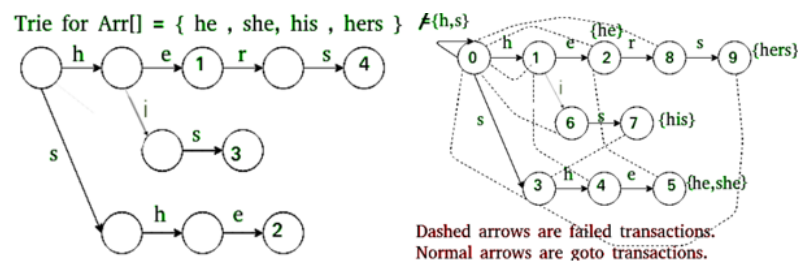 Trie for Arr[] = { he , she, his , hers }
h e 1 r s 4
i
s
s 3
h e 2
≠{h,s}
{he}
0 h 1 e 2 r 8 s 9 {hers}
i
s
6 s 7 {his}
3 h 4 e 5 {he,she}
Dashed arrows are failed transactions.
Normal arrows are goto transactions.